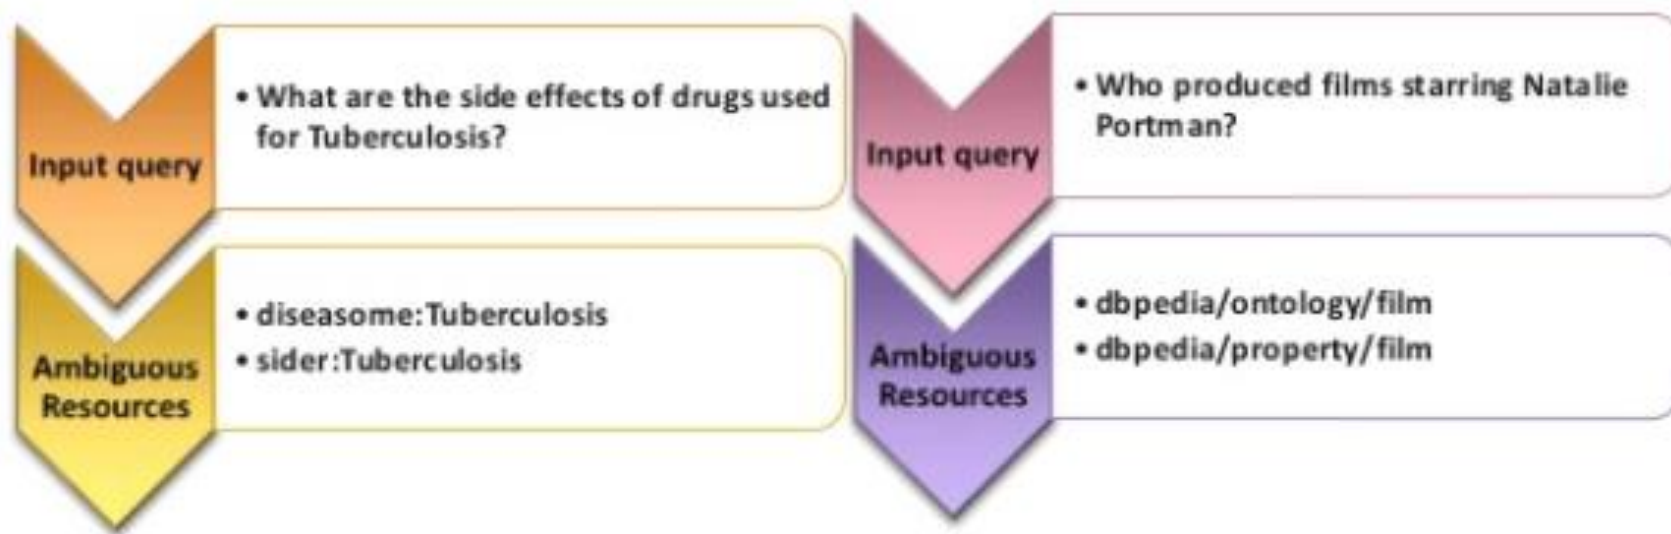 Input query
• What are the side effects of drugs used
for Tuberculosis?
Ambiguous
Resources
• diseasome:Tuberculosis
• sider:Tuberculosis
Input query
• Who produced films starring Natalie
Portman?
Ambiguous
Resources
• dbpedia/ontology/film
• dbpedia/property/film